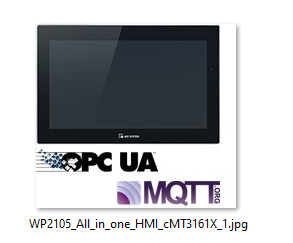 OPC UA
MQTT.ORG
WP2105_All_in_one_HMI_cMT3161X_1.jpg